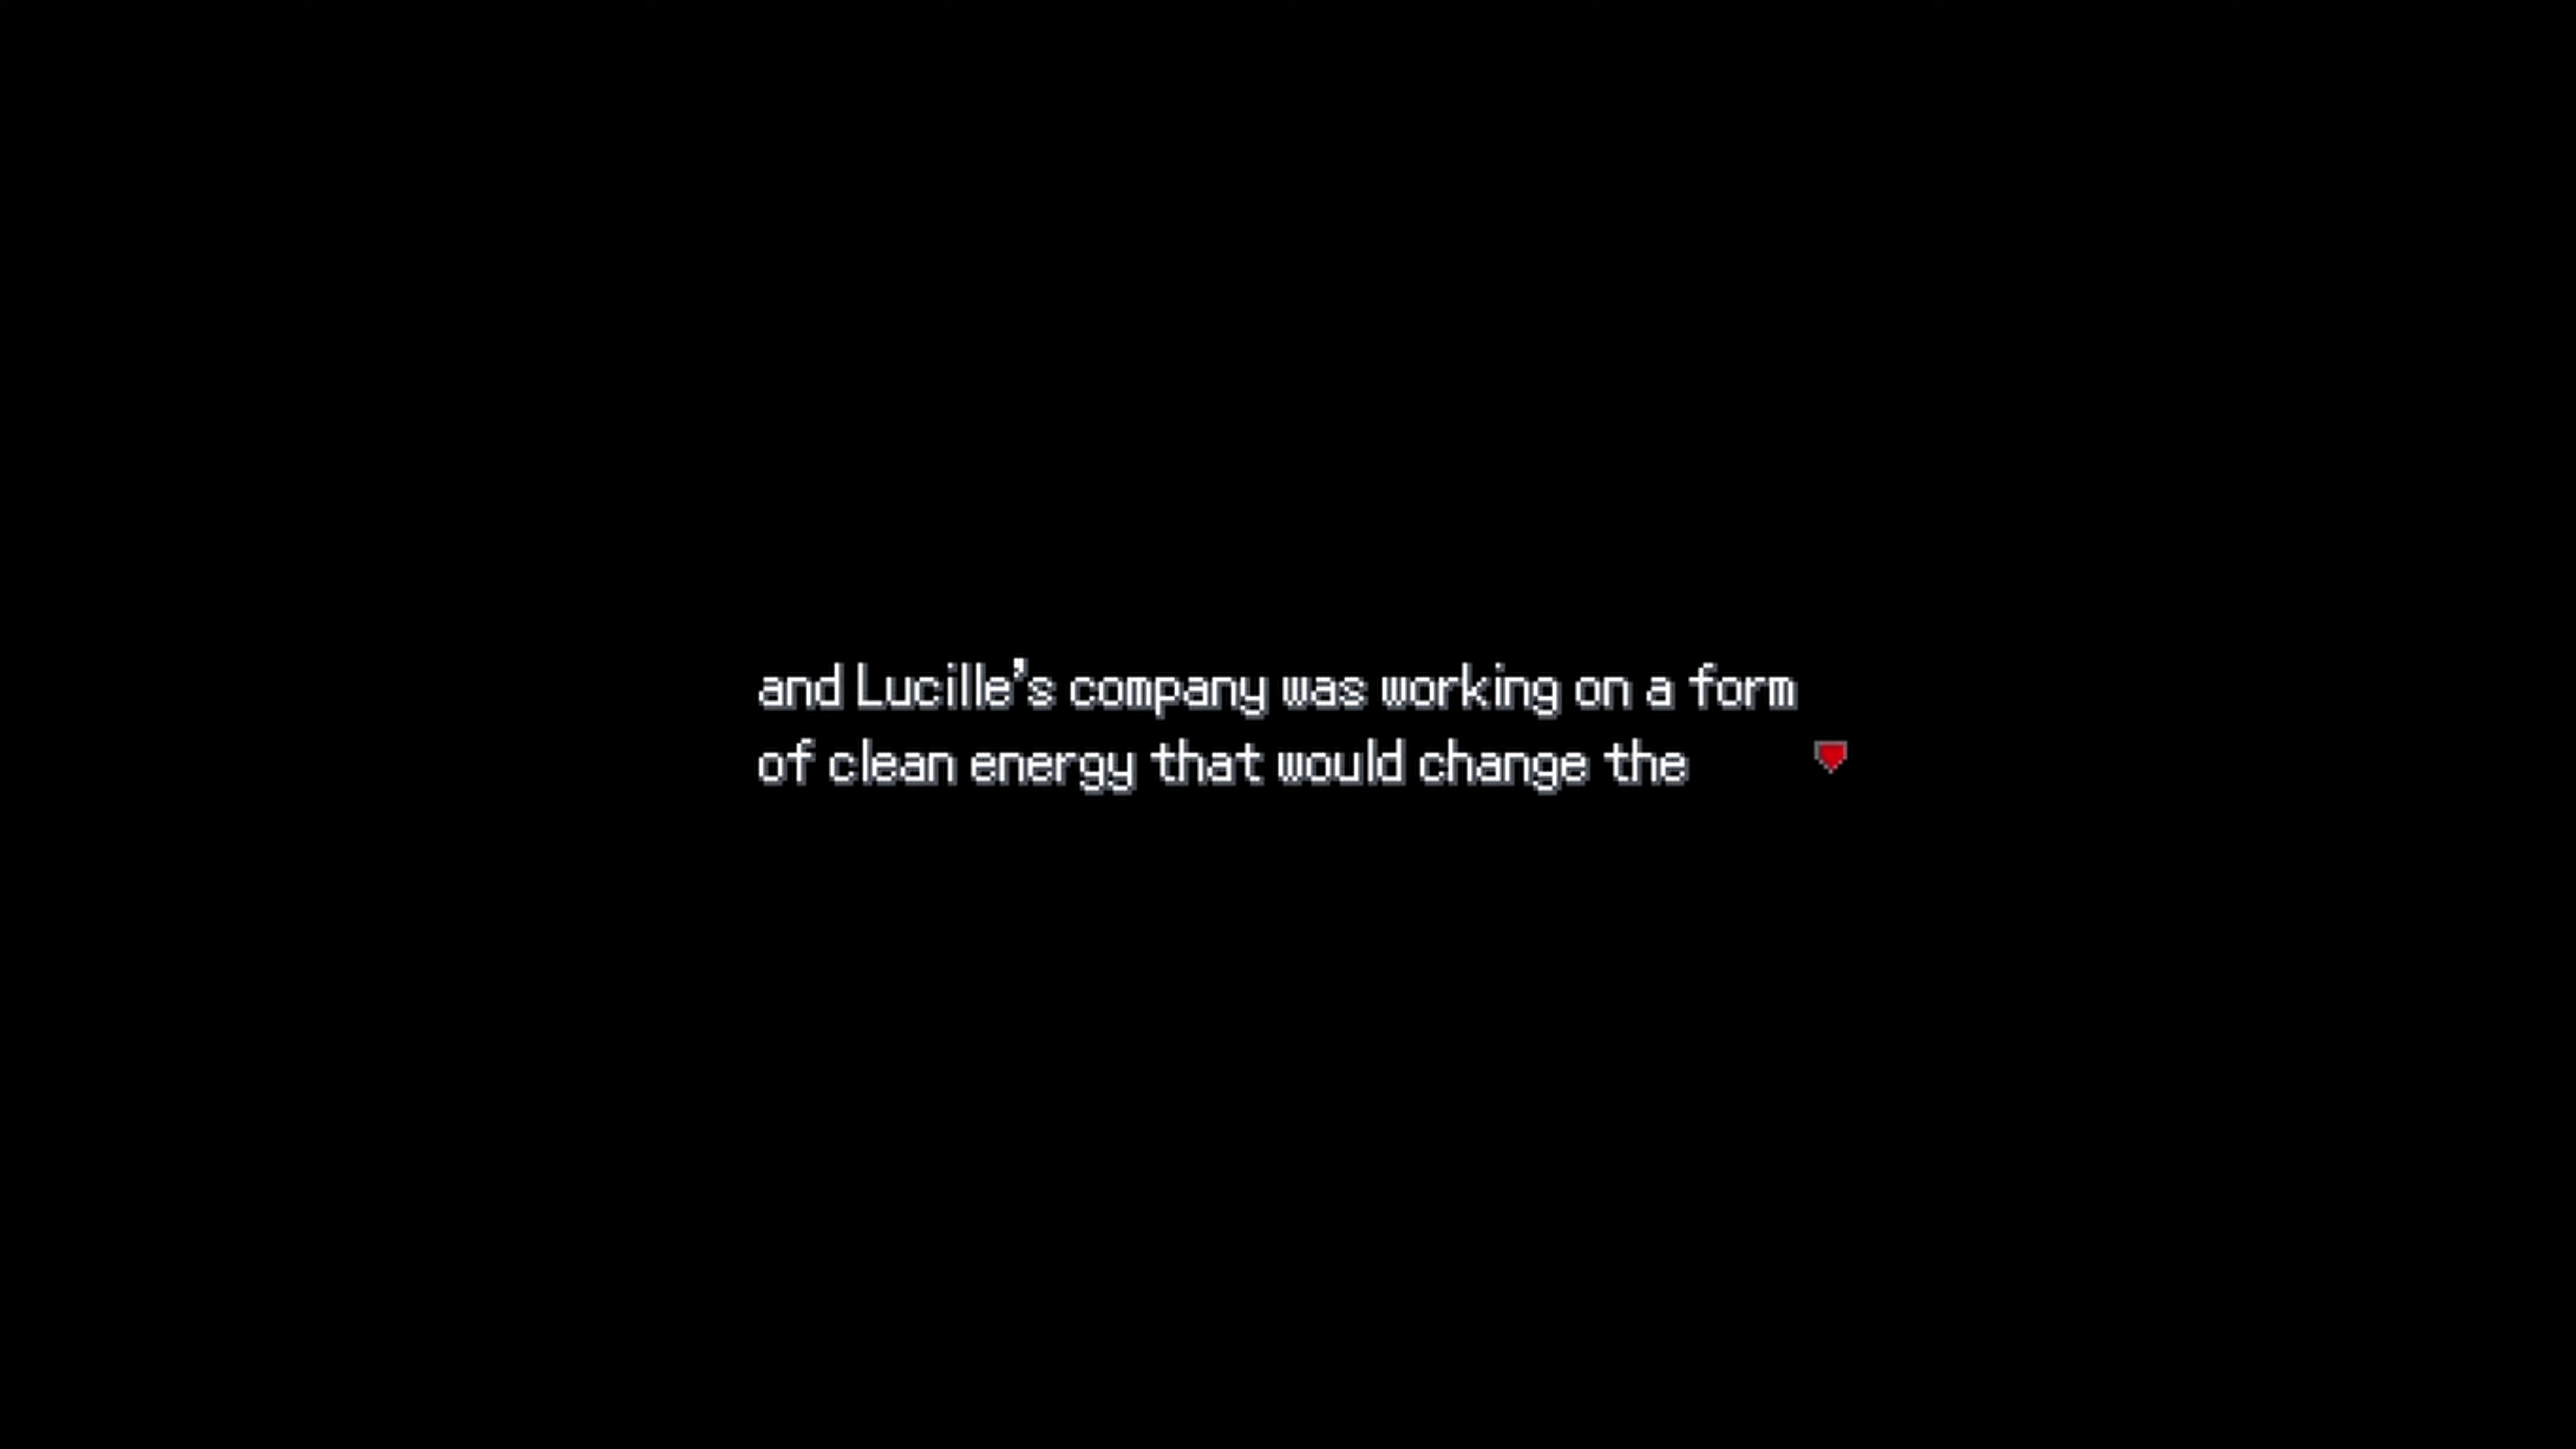 and Lucille's company was working on a form
of clean energy that would change the